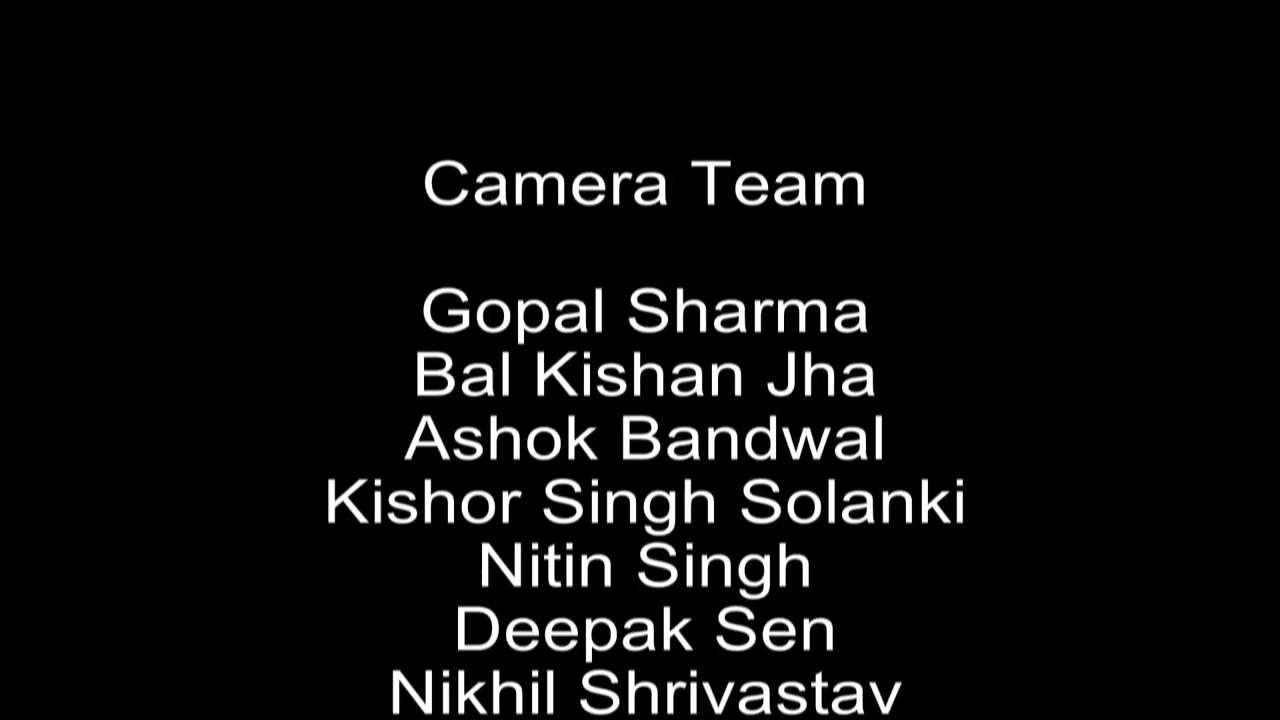 Camera Team
Gopal Sharma
Bal Kishan Jha
Ashok Bandwal
Kishor Singh Solanki
Nitin Singh
Deepak Sen
Nikhil Shrivastav